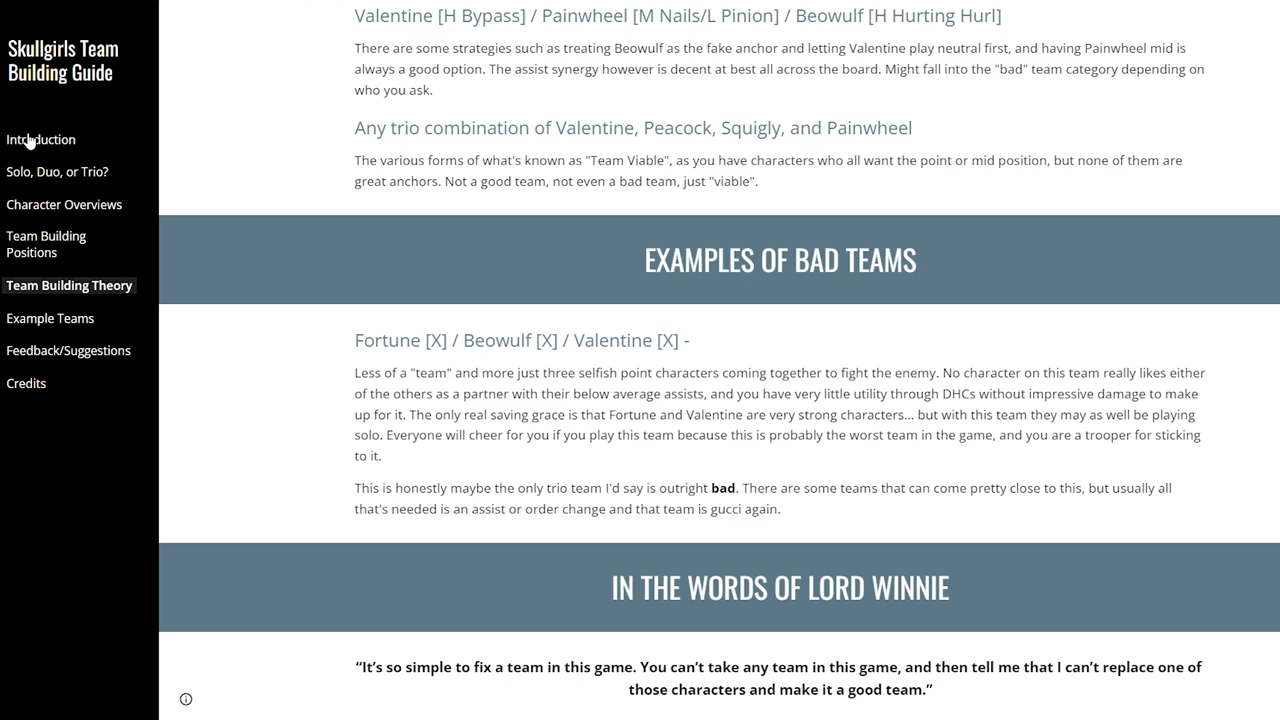 Skullgirls Team
Building Guide
Introduction
Solo, Duo, or Trio?
Character Overviews
Team Building
Positions
Team Building Theory
Example Teams
Feedback/Suggestions
Credits
Valentine [H Bypass] / Painwheel [M Nails/L Pinion] / Beowulf [H Hurting Hurl]
There are some strategies such as treating Beowulf as the fake anchor and letting Valentine play neutral first, and having Painwheel mid is
always a good option. The assist synergy however is decent at best all across the board. Might fall into the "bad" team category depending on
who you ask.
Any trio combination of Valentine, Peacock, Squigly, and Painwheel
The various forms of what's known as "Team Viable", as you have characters who all want the point or mid position, but none of them are
great anchors. Not a good team, not even a bad team, just "viable".
EXAMPLES OF BAD TEAMS
Fortune [X] / Beowulf [X] / Valentine [X] -
Less of a "team" and more just three selfish point characters coming together to fight the enemy. No character on this team really likes either
of the others as a partner with their below average assists, and you have very little utility through DHCs without impressive damage to make
up for it. The only real saving grace is that Fortune and Valentine are very strong characters... but with this team they may as well be playing
solo. Everyone will cheer for you if you play this team because this is probably the worst team in the game, and you are a trooper for sticking
to it.
This is honestly maybe the only trio team I'd say is outright bad. There are some teams that can come pretty close to this, but usually all
that's needed is an assist or order change and that team is gucci again.
IN THE WORDS OF LORD WINNIE
“It’s so simple to fix a team in this game. You can’t take any team in this game, and then tell me that I can’t replace one of
those characters and make it a good team.”